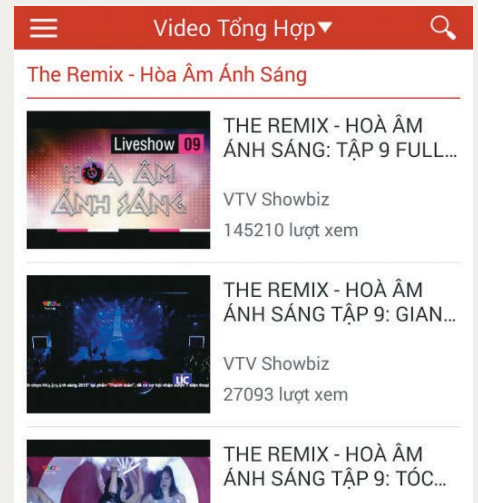 Video Tổng Hợp▼
The Remix - Hòa Âm Ánh Sáng
Liveshow 09
HOÀ ÂM
ÁNH SÁNG
THE REMIX - HOÀ ÂM
ÁNH SÁNG: TẬP 9 FULL...
VTV Showbiz
145210 lượt xem
THE REMIX - HOÀ ÂM
ÁNH SÁNG TẬP 9: GIAN...
VTV Showbiz
27093 lượt xem
THE REMIX - HOÀ ÂM
ÁNH SÁNG TẬP 9: TÓC...